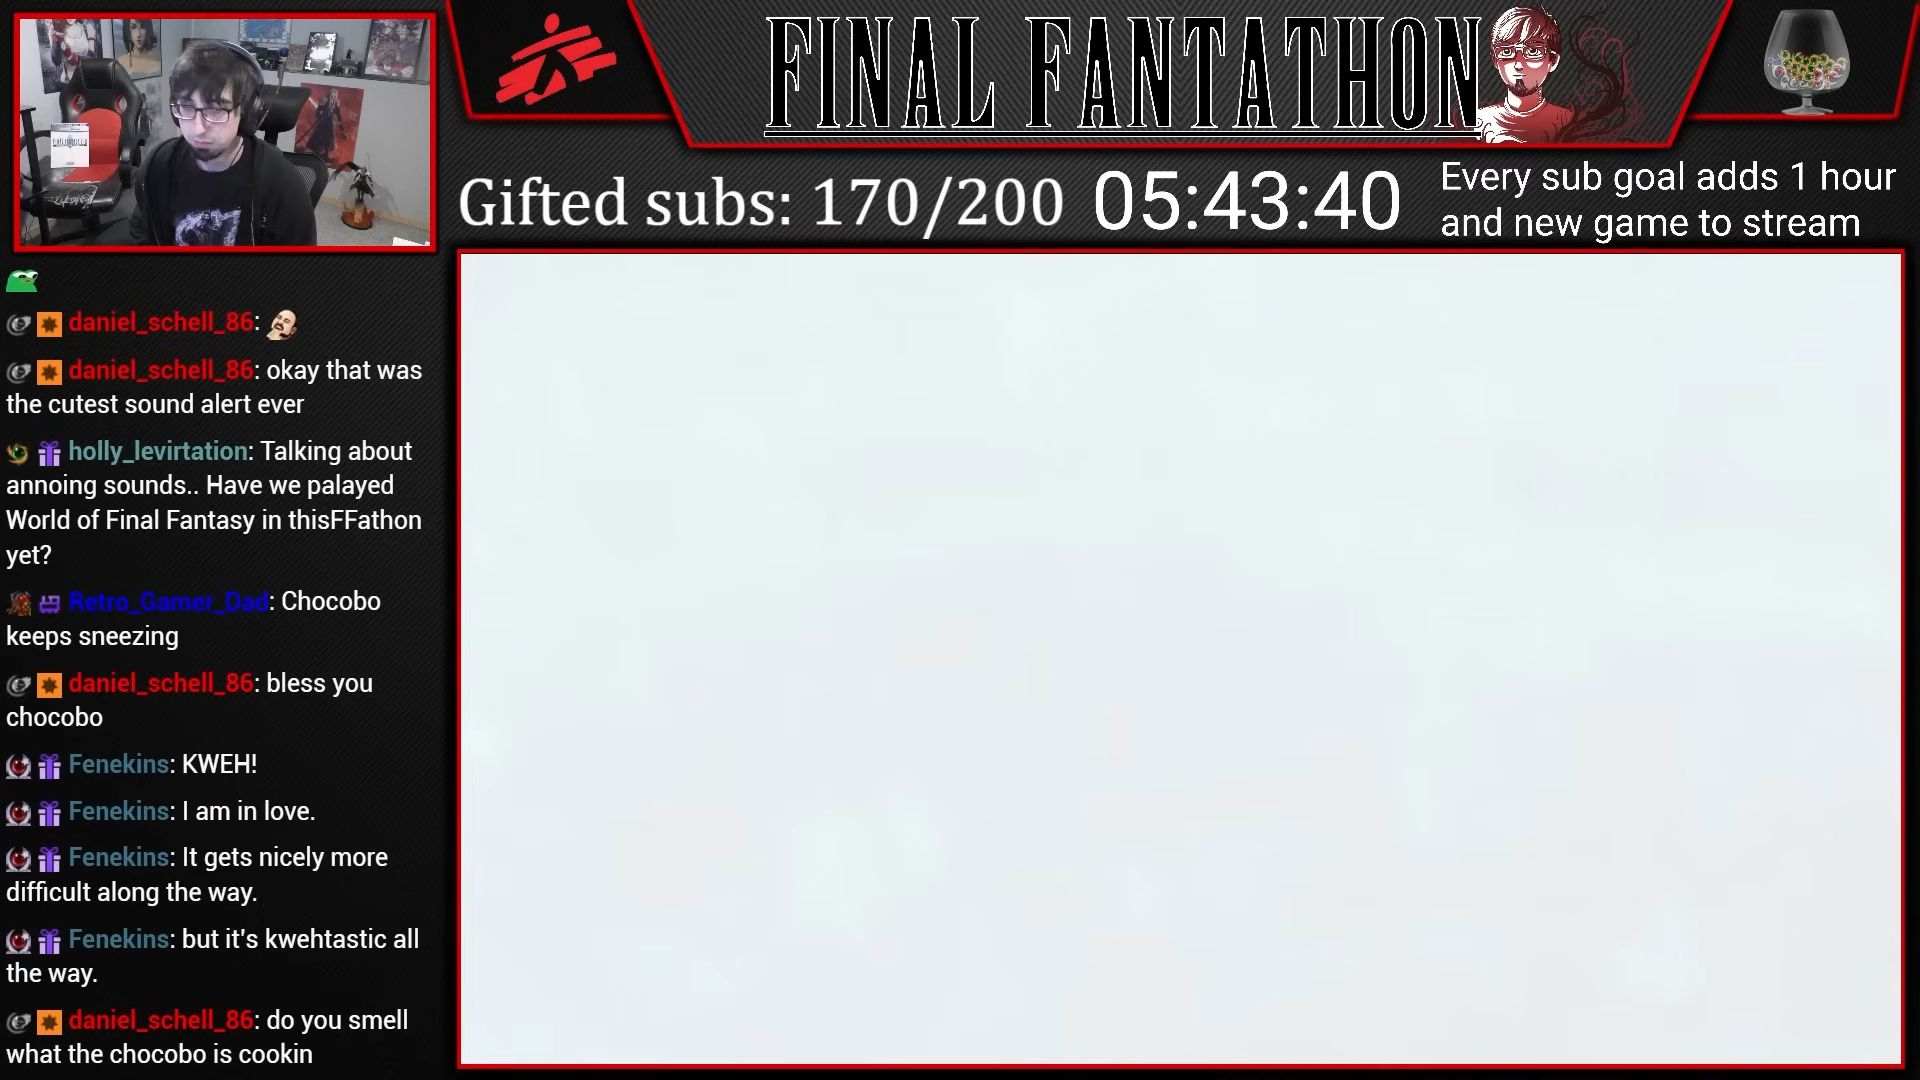 FINAL FANTATHON
Gifted subs: 170/200
05:43:40
Every sub goal adds 1 hour
and new game to stream
daniel_schell_86:
daniel_schell_86: okay that was
the cutest sound alert ever
holly_levirtation: Talking about
annoing sounds.. Have we palayed
World of Final Fantasy in thisFFathon
yet?
Retro_Gamer_Dad: Chocobo
keeps sneezing
daniel_schell_86: bless you
chocobo
Fenekins: KWEH!
Fenekins: I am in love.
Fenekins: It gets nicely more
difficult along the way.
Fenekins: but it's kwehtastic all
the way.
daniel_schell_86: do you smell
what the chocobo is cookin